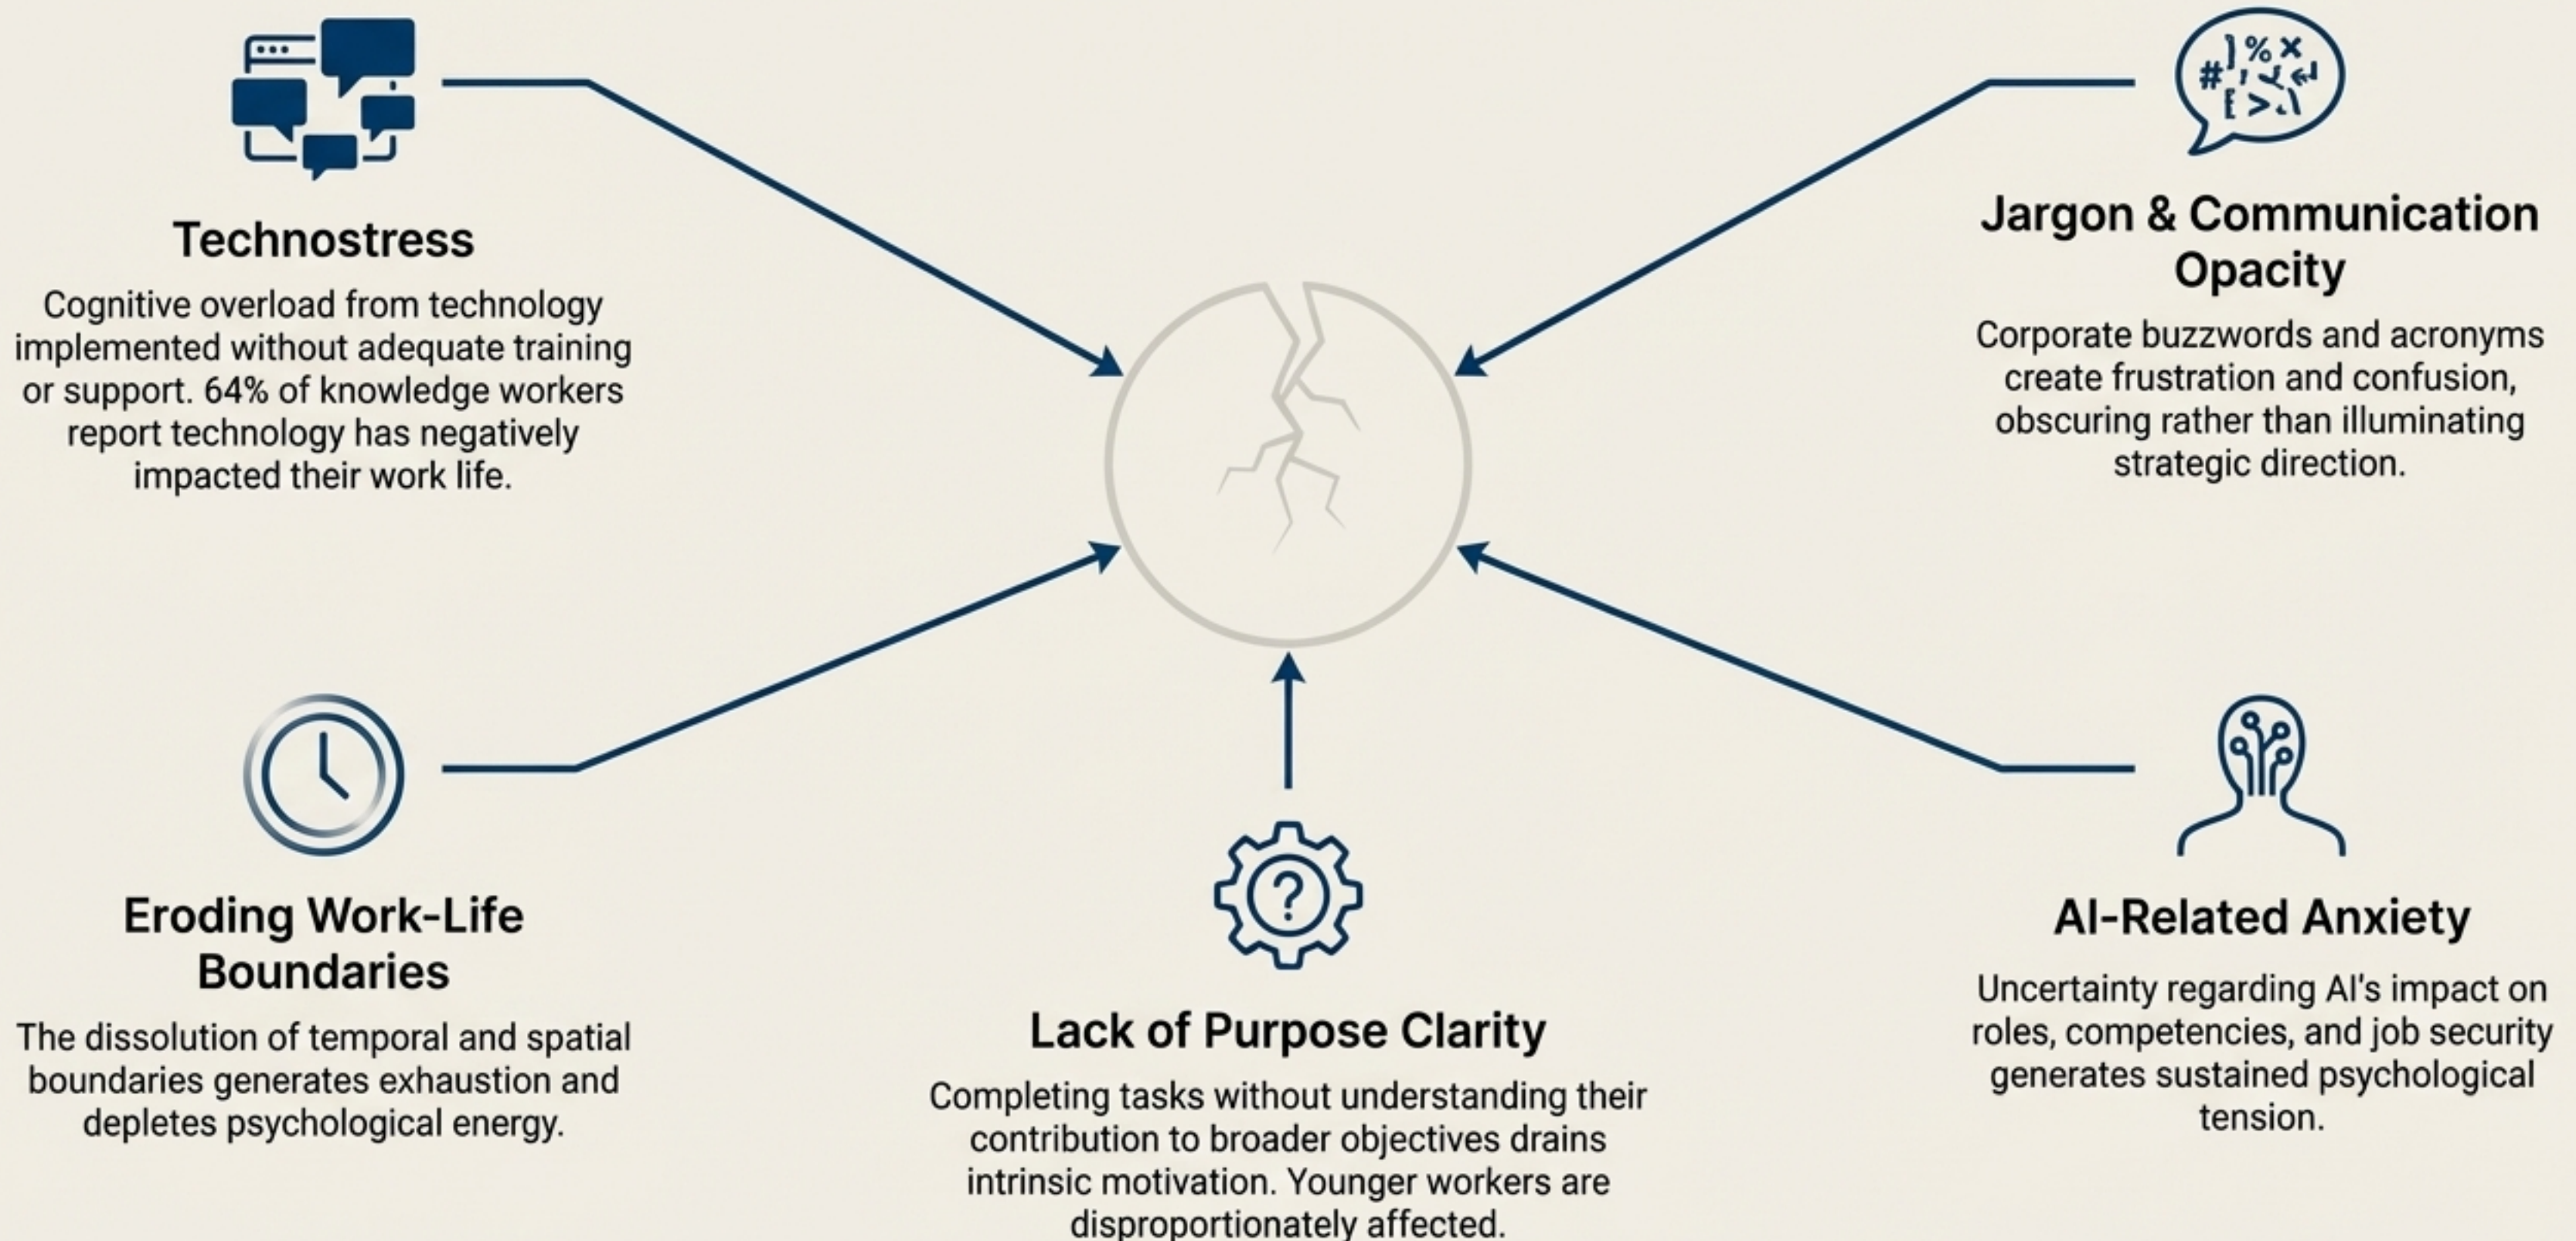 Technostress
Cognitive overload from technology
implemented without adequate training
or support. 64% of knowledge workers
report technology has negatively
impacted their work life.
] % ×
Jargon & Communication
Opacity
Corporate buzzwords and acronyms
create frustration and confusion,
obscuring rather than illuminating
strategic direction.
Eroding Work-Life
Boundaries
The dissolution of temporal and spatial
boundaries generates exhaustion and
depletes psychological energy.
?
Lack of Purpose Clarity
Completing tasks without understanding their
contribution to broader objectives drains
intrinsic motivation. Younger workers are
disproportionately affected.
AI-Related Anxiety
Uncertainty regarding AI's impact on
roles, competencies, and job security
generates sustained psychological
tension.